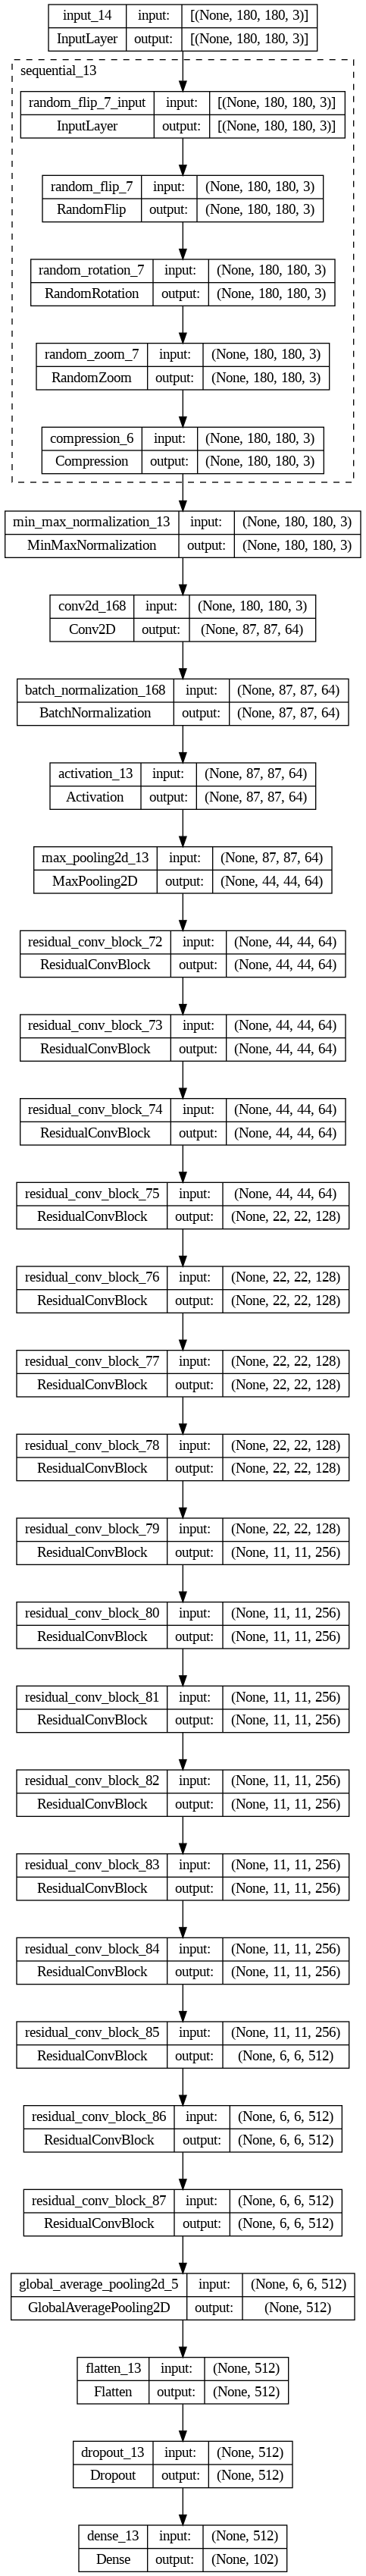 input_14 input: [(None, 180, 180, 3)]
InputLayer output: [(None, 180, 180, 3)]
sequential_13
random_flip_7_input input: [(None, 180, 180, 3)]
InputLayer output: [(None, 180, 180, 3)]
random_flip_7 input: (None, 180, 180, 3)
RandomFlip output: (None, 180, 180, 3)
random_rotation_7 input: (None, 180, 180, 3)
RandomRotation output: (None, 180, 180, 3)
random_zoom_7 input: (None, 180, 180, 3)
RandomZoom output: (None, 180, 180, 3)
compression_6 input: (None, 180, 180, 3)
Compression output: (None, 180, 180, 3)
min_max_normalization_13 input: (None, 180, 180, 3)
MinMaxNormalization output: (None, 180, 180, 3)
conv2d_168 input: (None, 180, 180, 3)
Conv2D output: (None, 87, 87, 64)
batch_normalization_168 input: (None, 87, 87, 64)
BatchNormalization output: (None, 87, 87, 64)
activation_13 input: (None, 87, 87, 64)
Activation output: (None, 87, 87, 64)
max_pooling2d_13 input: (None, 87, 87, 64)
MaxPooling2D output: (None, 44, 44, 64)
residual_conv_block_72 input: (None, 44, 44, 64)
ResidualConvBlock output: (None, 44, 44, 64)
residual_conv_block_73 input: (None, 44, 44, 64)
ResidualConvBlock output: (None, 44, 44, 64)
residual_conv_block_74 input: (None, 44, 44, 64)
ResidualConvBlock output: (None, 44, 44, 64)
residual_conv_block_75 input: (None, 44, 44, 64)
ResidualConvBlock output: (None, 22, 22, 128)
residual_conv_block_76 input: (None, 22, 22, 128)
ResidualConvBlock output: (None, 22, 22, 128)
residual_conv_block_77 input: (None, 22, 22, 128)
ResidualConvBlock output: (None, 22, 22, 128)
residual_conv_block_78 input: (None, 22, 22, 128)
ResidualConvBlock output: (None, 22, 22, 128)
residual_conv_block_79 input: (None, 22, 22, 128)
ResidualConvBlock output: (None, 11, 11, 256)
residual_conv_block_80 input: (None, 11, 11, 256)
ResidualConvBlock output: (None, 11, 11, 256)
residual_conv_block_81 input: (None, 11, 11, 256)
ResidualConvBlock output: (None, 11, 11, 256)
residual_conv_block_82 input: (None, 11, 11, 256)
ResidualConvBlock output: (None, 11, 11, 256)
residual_conv_block_83 input: (None, 11, 11, 256)
ResidualConvBlock output: (None, 11, 11, 256)
residual_conv_block_84 input: (None, 11, 11, 256)
ResidualConvBlock output: (None, 11, 11, 256)
residual_conv_block_85 input: (None, 11, 11, 256)
ResidualConvBlock output: (None, 6, 6, 512)
residual_conv_block_86 input: (None, 6, 6, 512)
ResidualConvBlock output: (None, 6, 6, 512)
residual_conv_block_87 input: (None, 6, 6, 512)
ResidualConvBlock output: (None, 6, 6, 512)
global_average_pooling2d_5 input: (None, 6, 6, 512)
GlobalAveragePooling2D output: (None, 512)
flatten_13 input: (None, 512)
Flatten output: (None, 512)
dropout_13 input: (None, 512)
Dropout output: (None, 512)
dense_13 input: (None, 512)
Dense output: (None, 102)